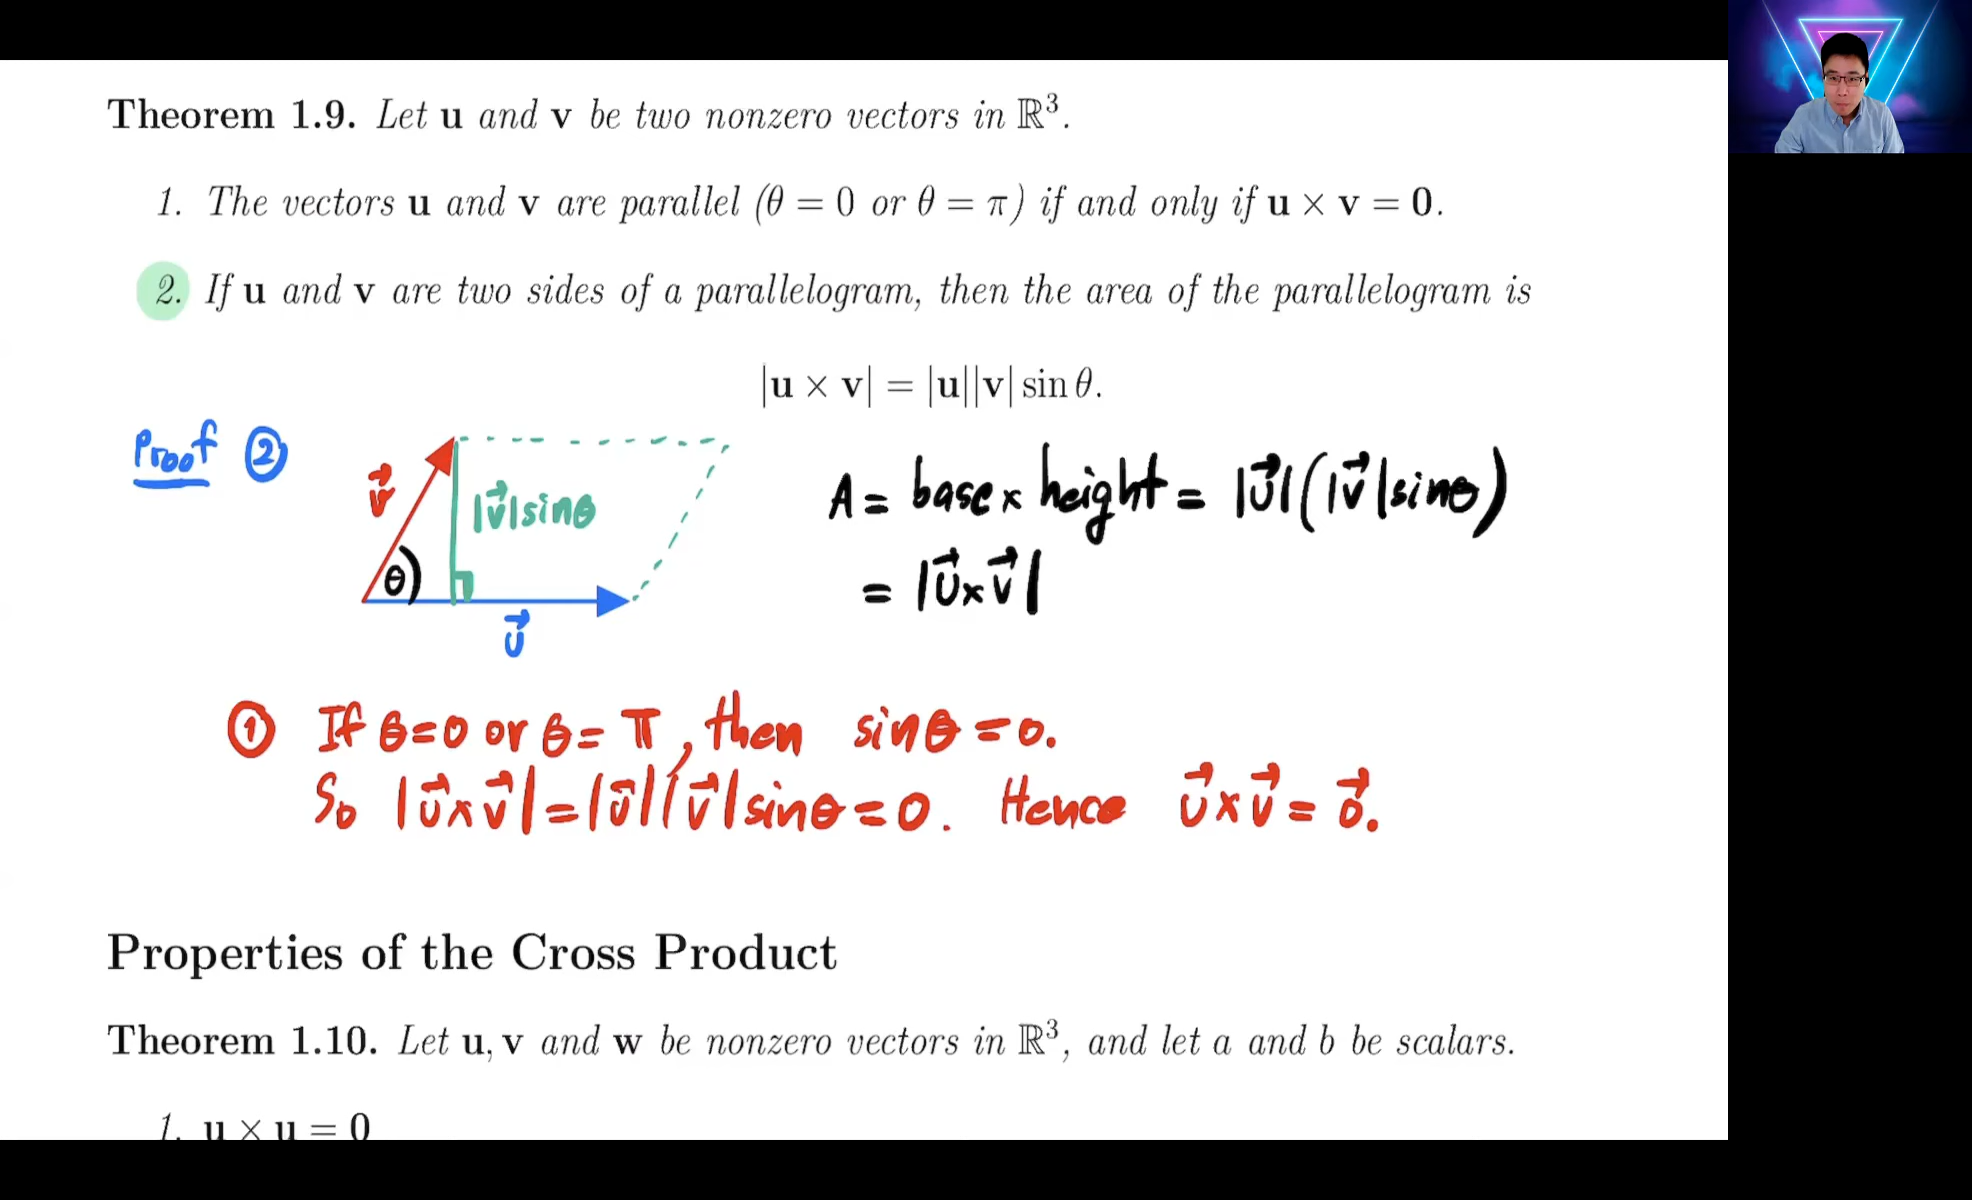 Theorem 1.9. Let u and v be two nonzero vectors in ℝ³.
1. The vectors u and v are parallel (θ = 0 or θ = π) if and only if u × v = 0.
2. If u and v are two sides of a parallelogram, then the area of the parallelogram is
|u × v| = |u||v| sin θ.
Proof ②
v⃗
|v⃗|sinθ
θ
u⃗
A = base × height = |u⃗|(|v⃗|sinθ)
= |u⃗×v⃗|
① If θ=0 or θ=π, then sinθ=0.
So |u⃗×v⃗|=|u⃗||v⃗|sinθ=0. Hence u⃗×v⃗=0⃗.
Properties of the Cross Product
Theorem 1.10. Let u, v and w be nonzero vectors in ℝ³, and let a and b be scalars.
1. u × u = 0